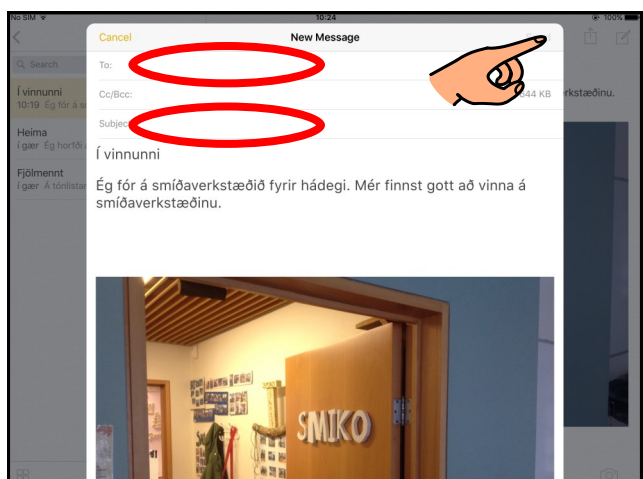 No SIM
10:24
100%
Cancel
New Message
Search
To:
Cc/Bcc:
644 KB
Subject
Í vinnunni
10:19 Ég fór á
Heima
Í gær Ég horfði
Fjölmennt
Í gær Á tónlistar
rkstæðinu.
Í vinnunni
Ég fór á smíðaverkstæðið fyrir hádegi. Mér finnst gott að vinna á
smíðaverkstæðinu.
SMIKO